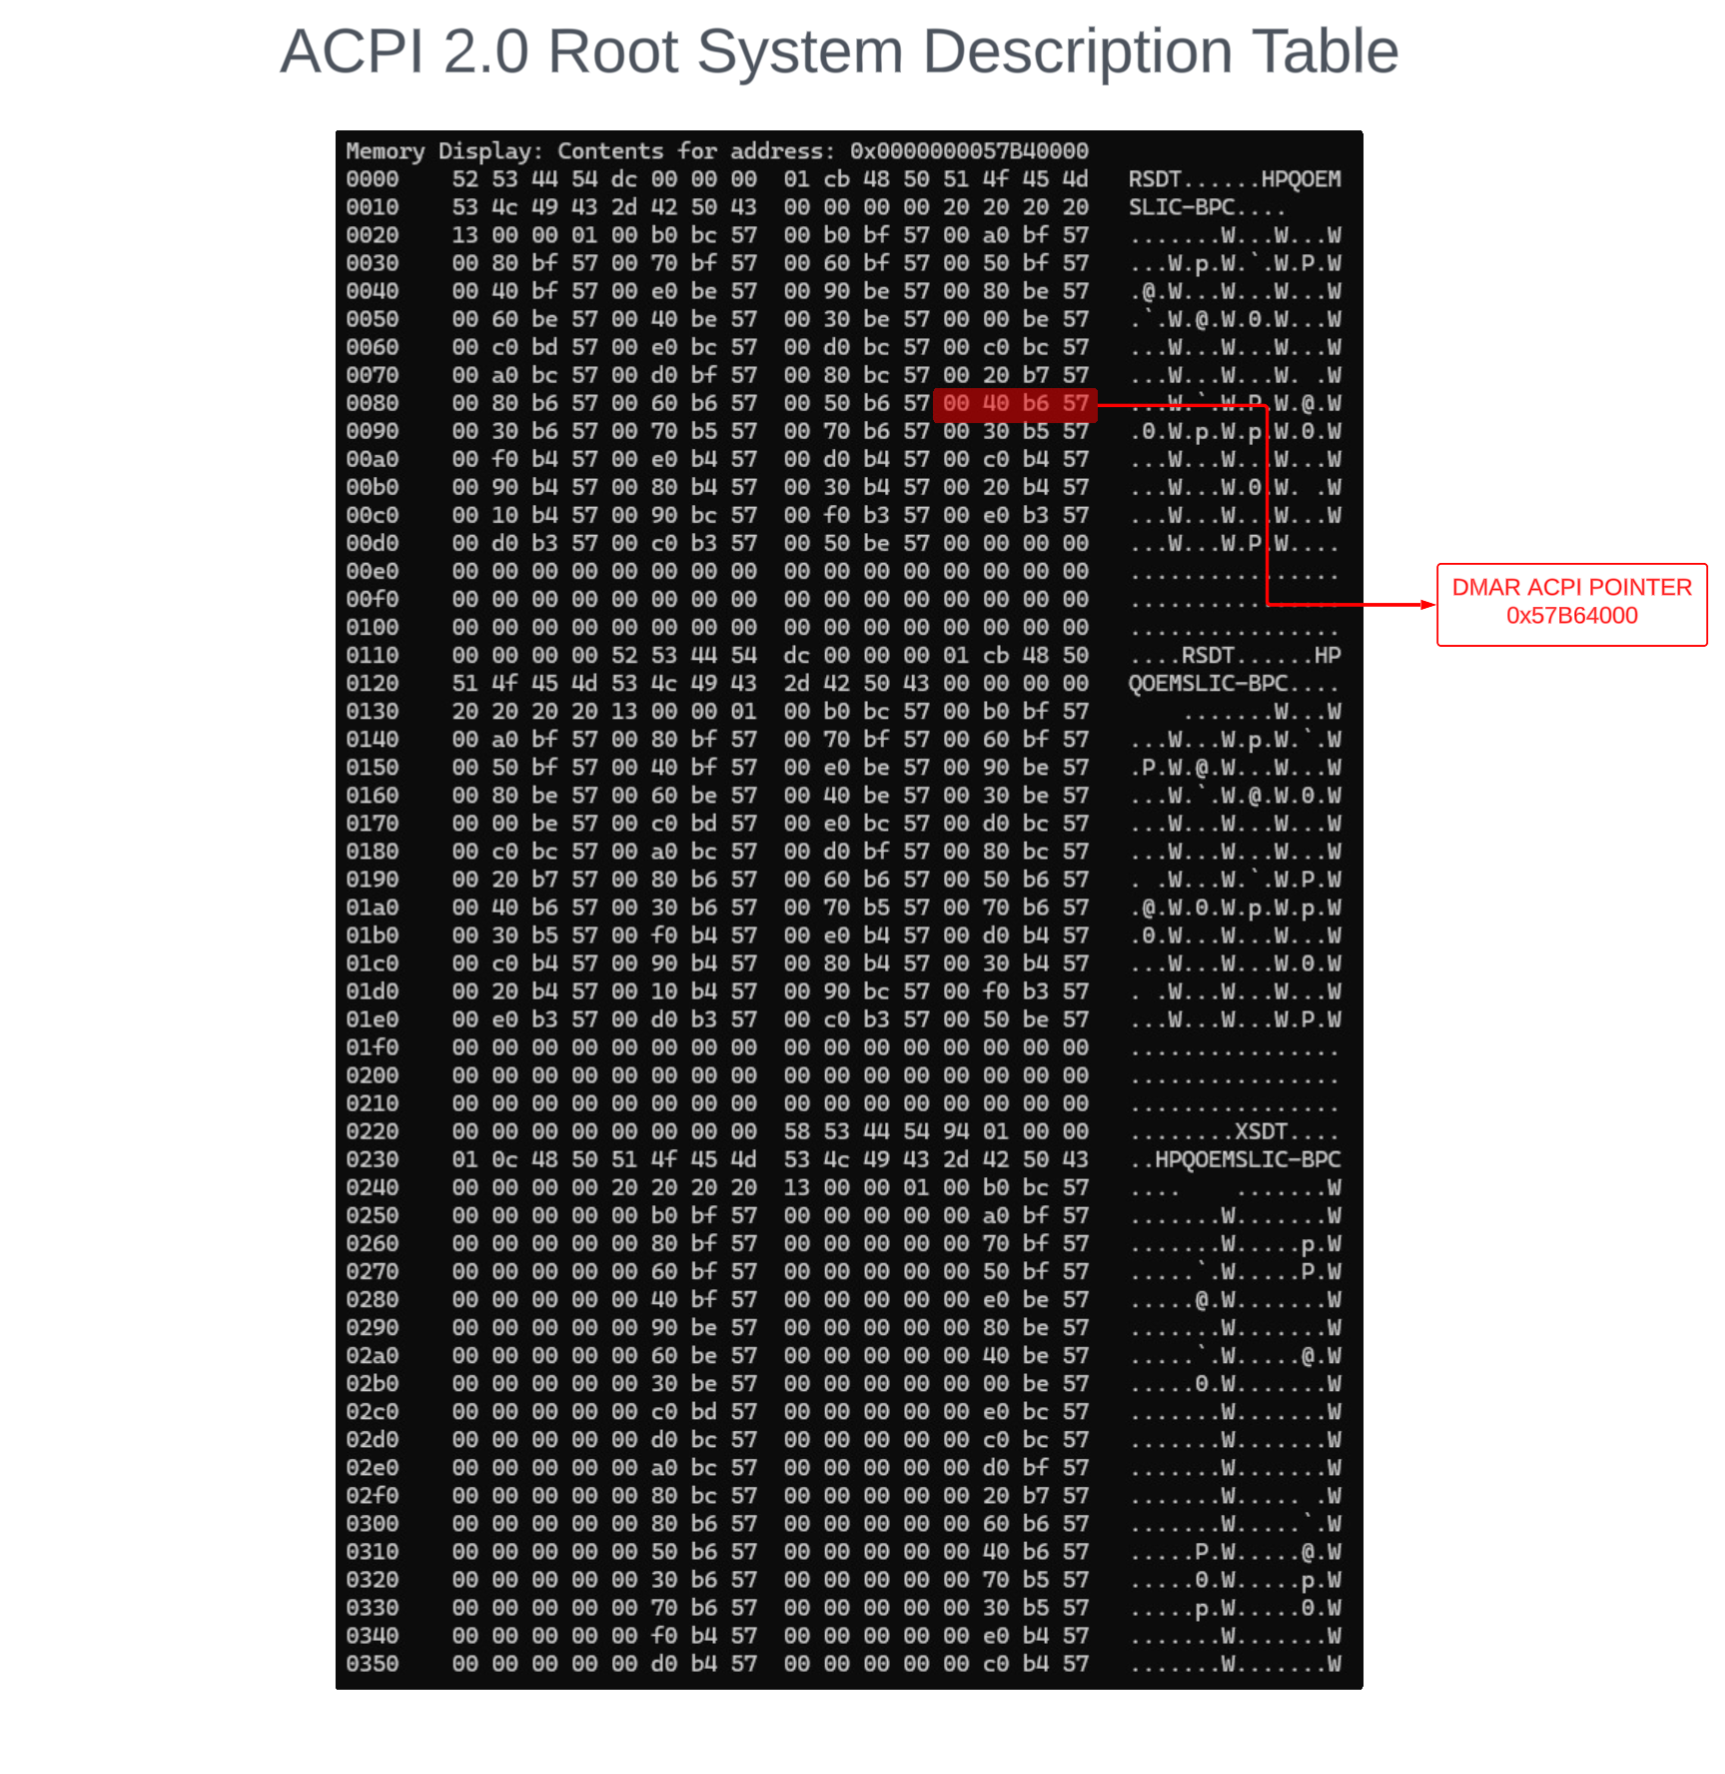 ACPI 2.0 Root System Description Table
Memory Display: Contents for address: 0x0000000057B40000
0000    52 53 44 54 dc 00 00 00  01 cb 48 50 51 4f 45 4d   RSDT......HPQOEM
0010    53 4c 49 43 2d 42 50 43  00 00 00 00 20 20 20 20   SLIC-BPC....
0020    13 00 00 01 00 b0 bc 57  00 b0 bf 57 00 a0 bf 57   .......W...W...W
0030    00 80 bf 57 00 70 bf 57  00 60 bf 57 00 50 bf 57   ...W.p.W.`.W.P.W
0040    00 40 bf 57 00 e0 be 57  00 90 be 57 00 80 be 57   .@.W...W...W...W
0050    00 60 be 57 00 40 be 57  00 30 be 57 00 00 be 57   .`.W.@.W.0.W...W
0060    00 c0 bd 57 00 e0 bc 57  00 d0 bc 57 00 c0 bc 57   ...W...W...W...W
0070    00 a0 bc 57 00 d0 bf 57  00 80 bc 57 00 20 b7 57   ...W...W...W. .W
0080    00 80 b6 57 00 60 b6 57  00 50 b6 57 00 40 b6 57   ...W.`.W.P.W.@.W
0090    00 30 b6 57 00 70 b5 57  00 70 b6 57 00 30 b5 57   .0.W.p.W.p.W.0.W
00a0    00 f0 b4 57 00 e0 b4 57  00 d0 b4 57 00 c0 b4 57   ...W...W...W...W
00b0    00 90 b4 57 00 80 b4 57  00 30 b4 57 00 20 b4 57   ...W...W.0.W. .W
00c0    00 10 b4 57 00 90 bc 57  00 f0 b3 57 00 e0 b3 57   ...W...W...W...W
00d0    00 d0 b3 57 00 c0 b3 57  00 50 be 57 00 00 00 00   ...W...W.P.W....
00e0    00 00 00 00 00 00 00 00  00 00 00 00 00 00 00 00   ................
00f0    00 00 00 00 00 00 00 00  00 00 00 00 00 00 00 00   ................
DMAR ACPI POINTER
0x57B64000
0100    00 00 00 00 00 00 00 00  00 00 00 00 00 00 00 00   ................
0110    00 00 00 00 52 53 44 54  dc 00 00 00 01 cb 48 50   ....RSDT......HP
0120    51 4f 45 4d 53 4c 49 43  2d 42 50 43 00 00 00 00   QOEMSLIC-BPC....
0130    20 20 20 20 13 00 00 01  00 b0 bc 57 00 b0 bf 57       .......W...W
0140    00 a0 bf 57 00 80 bf 57  00 70 bf 57 00 60 bf 57   ...W...W.p.W.`.W
0150    00 50 bf 57 00 40 bf 57  00 e0 be 57 00 90 be 57   .P.W.@.W...W...W
0160    00 80 be 57 00 60 be 57  00 40 be 57 00 30 be 57   ...W.`.W.@.W.0.W
0170    00 00 be 57 00 c0 bd 57  00 e0 bc 57 00 d0 bc 57   ...W...W...W...W
0180    00 c0 bc 57 00 a0 bc 57  00 d0 bf 57 00 80 bc 57   ...W...W...W...W
0190    00 20 b7 57 00 80 b6 57  00 60 b6 57 00 50 b6 57   . .W...W.`.W.P.W
01a0    00 40 b6 57 00 30 b6 57  00 70 b5 57 00 70 b6 57   .@.W.0.W.p.W.p.W
01b0    00 30 b5 57 00 f0 b4 57  00 e0 b4 57 00 d0 b4 57   .0.W...W...W...W
01c0    00 c0 b4 57 00 90 b4 57  00 80 b4 57 00 30 b4 57   ...W...W...W.0.W
01d0    00 20 b4 57 00 10 b4 57  00 90 bc 57 00 f0 b3 57   . .W...W...W...W
01e0    00 e0 b3 57 00 d0 b3 57  00 c0 b3 57 00 50 be 57   ...W...W...W.P.W
01f0    00 00 00 00 00 00 00 00  00 00 00 00 00 00 00 00   ................
0200    00 00 00 00 00 00 00 00  00 00 00 00 00 00 00 00   ................
0210    00 00 00 00 00 00 00 00  00 00 00 00 00 00 00 00   ................
0220    00 00 00 00 00 00 00 00  58 53 44 54 94 01 00 00   ........XSDT....
0230    01 0c 48 50 51 4f 45 4d  53 4c 49 43 2d 42 50 43   ..HPQOEMSLIC-BPC
0240    00 00 00 00 20 20 20 20  13 00 00 01 00 b0 bc 57   ....    .......W
0250    00 00 00 00 00 b0 bf 57  00 00 00 00 00 a0 bf 57   .......W.......W
0260    00 00 00 00 00 80 bf 57  00 00 00 00 00 70 bf 57   .......W.....p.W
0270    00 00 00 00 00 60 bf 57  00 00 00 00 00 50 bf 57   .....`.W.....P.W
0280    00 00 00 00 00 40 bf 57  00 00 00 00 00 e0 be 57   .....@.W.......W
0290    00 00 00 00 00 90 be 57  00 00 00 00 00 80 be 57   .......W.......W
02a0    00 00 00 00 00 60 be 57  00 00 00 00 00 40 be 57   .....`.W.....@.W
02b0    00 00 00 00 00 30 be 57  00 00 00 00 00 00 be 57   .....0.W.......W
02c0    00 00 00 00 00 c0 bd 57  00 00 00 00 00 e0 bc 57   .......W.......W
02d0    00 00 00 00 00 d0 bc 57  00 00 00 00 00 c0 bc 57   .......W.......W
02e0    00 00 00 00 00 a0 bc 57  00 00 00 00 00 d0 bf 57   .......W.......W
02f0    00 00 00 00 00 80 bc 57  00 00 00 00 00 20 b7 57   .......W..... .W
0300    00 00 00 00 00 80 b6 57  00 00 00 00 00 60 b6 57   .......W.....`.W
0310    00 00 00 00 00 50 b6 57  00 00 00 00 00 40 b6 57   .....P.W.....@.W
0320    00 00 00 00 00 30 b6 57  00 00 00 00 00 70 b5 57   .....0.W.....p.W
0330    00 00 00 00 00 70 b6 57  00 00 00 00 00 30 b5 57   .....p.W.....0.W
0340    00 00 00 00 00 f0 b4 57  00 00 00 00 00 e0 b4 57   .......W.......W
0350    00 00 00 00 00 d0 b4 57  00 00 00 00 00 c0 b4 57   .......W.......W